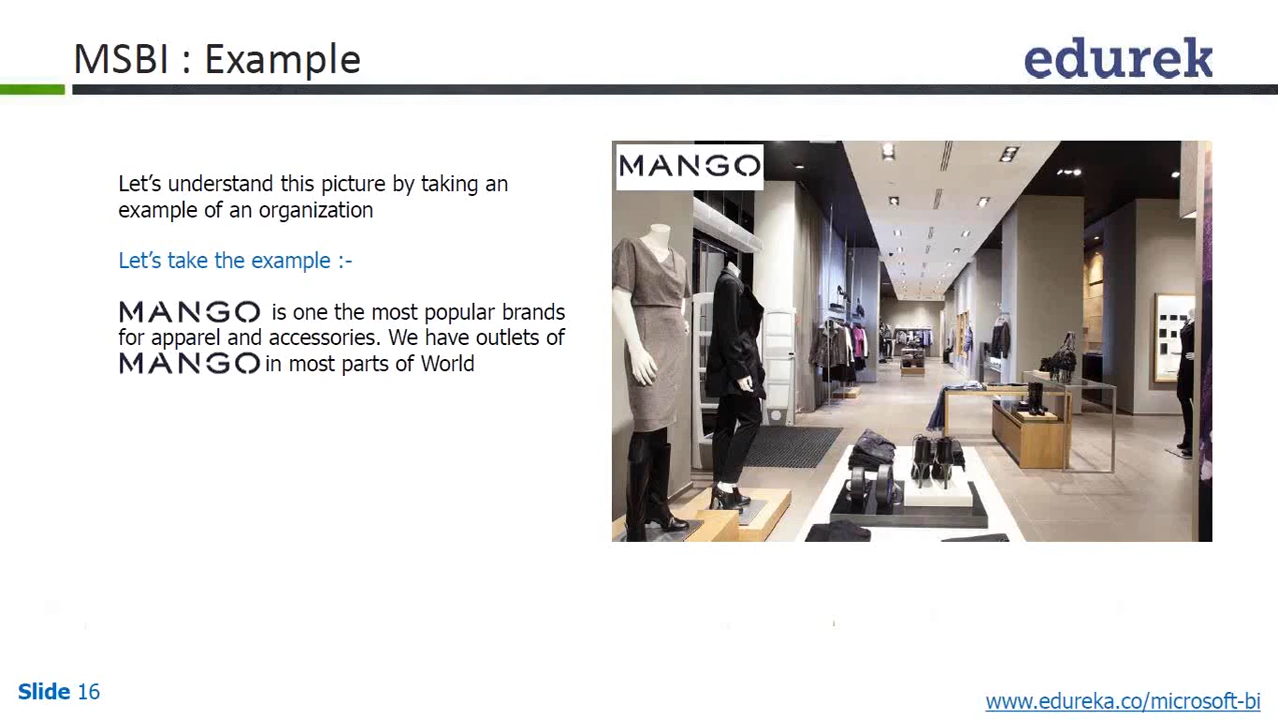 MSBI : Example
edurek
Let's understand this picture by taking an
example of an organization
Let's take the example :-
MANGO is one the most popular brands
for apparel and accessories. We have outlets of
MANGO in most parts of World
MANGO
Slide 16
www.edureka.co/microsoft-bi